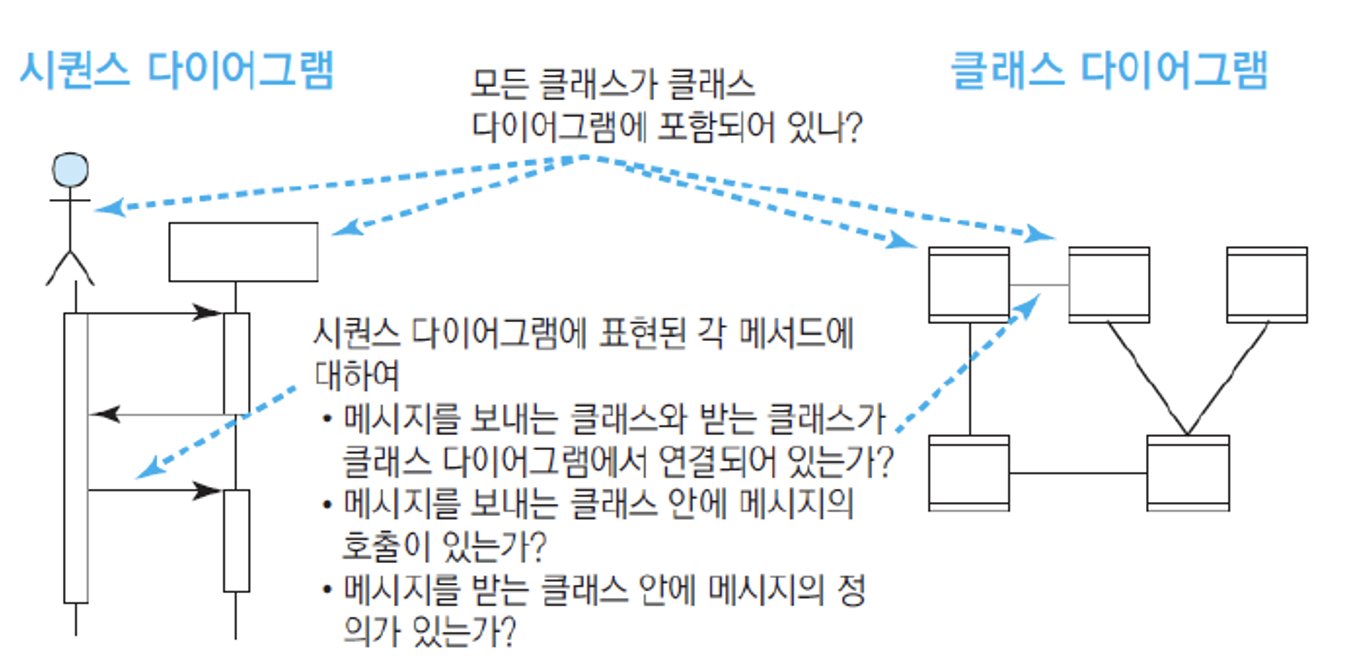 시퀀스 다이어그램
클래스 다이어그램
모든 클래스가 클래스
다이어그램에 포함되어 있나?
시퀀스 다이어그램에 표현된 각 메서드에
대하여
• 메시지를 보내는 클래스와 받는 클래스가
클래스 다이어그램에서 연결되어 있는가?
• 메시지를 보내는 클래스 안에 메시지의
호출이 있는가?
• 메시지를 받는 클래스 안에 메시지의 정
의가 있는가?